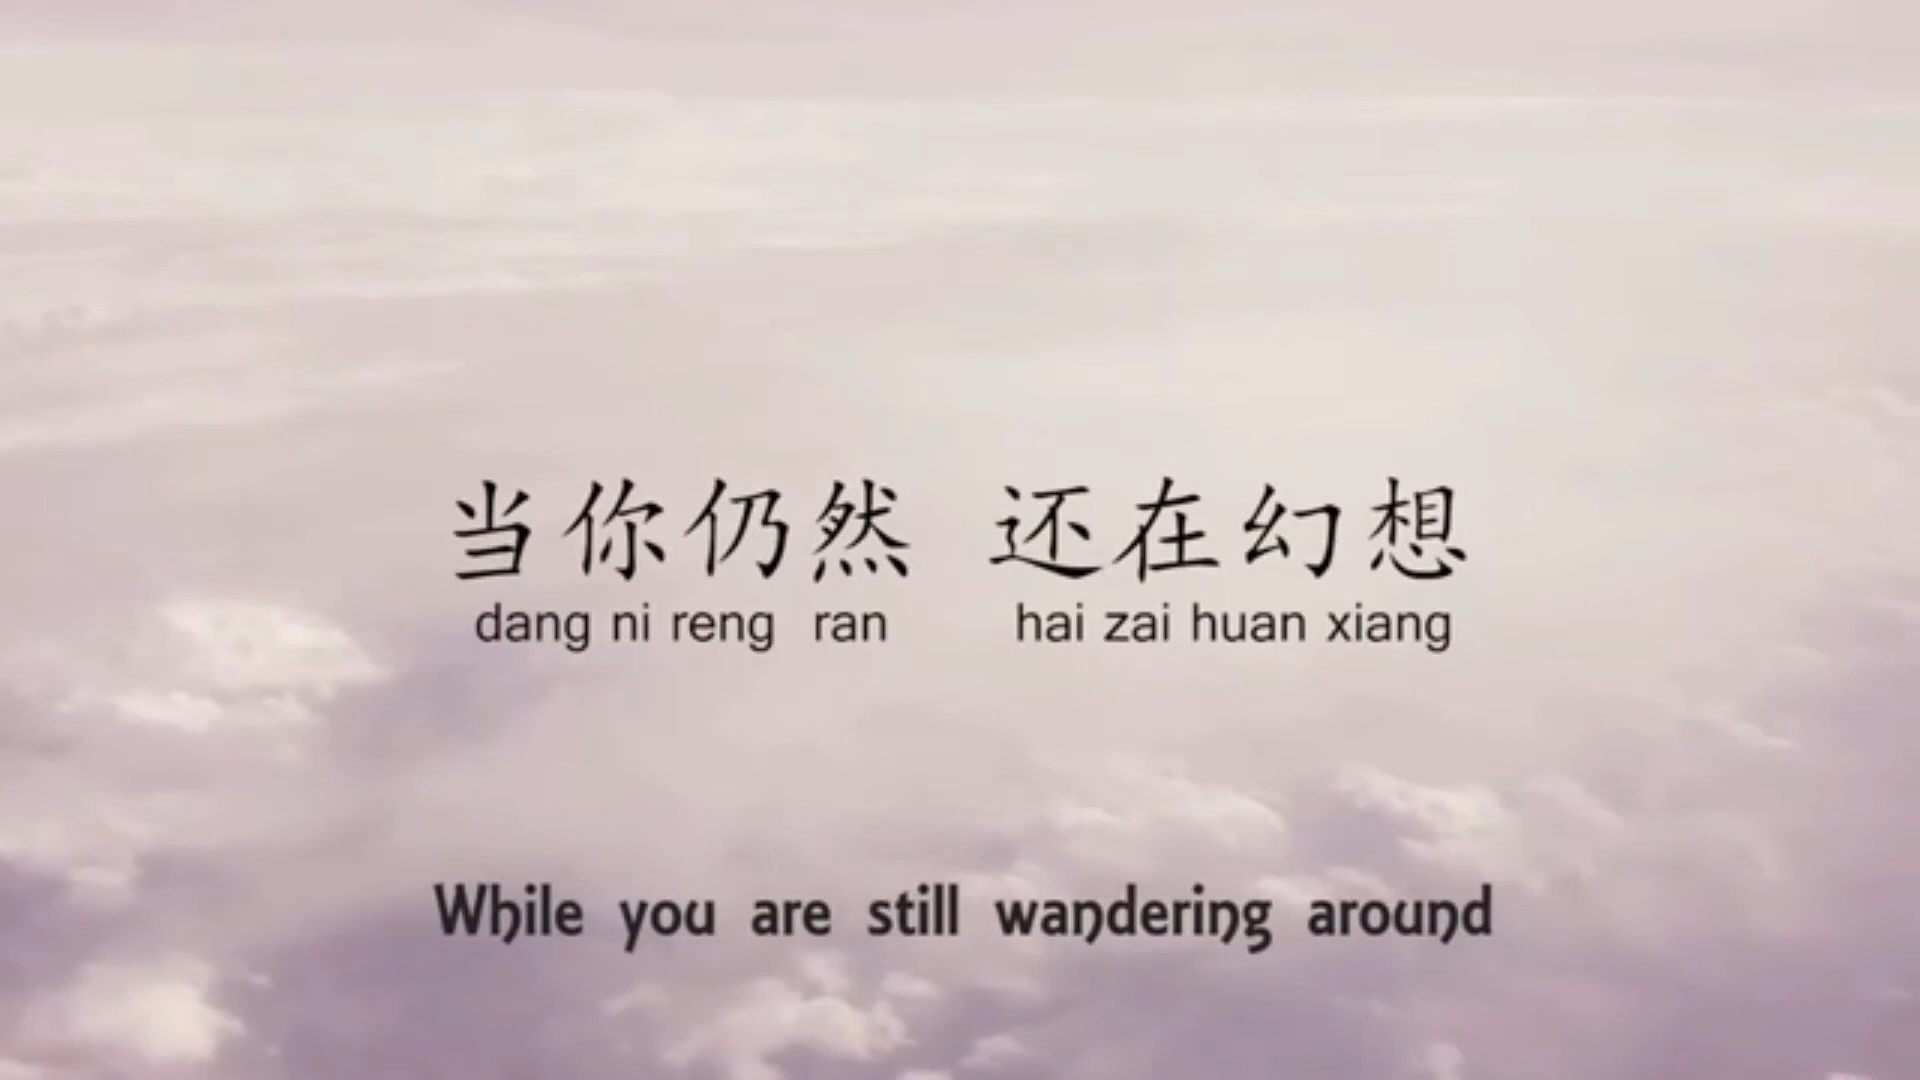 当你仍然 还在幻想
dang ni reng ran hai zai huan xiang
While you are still wandering around